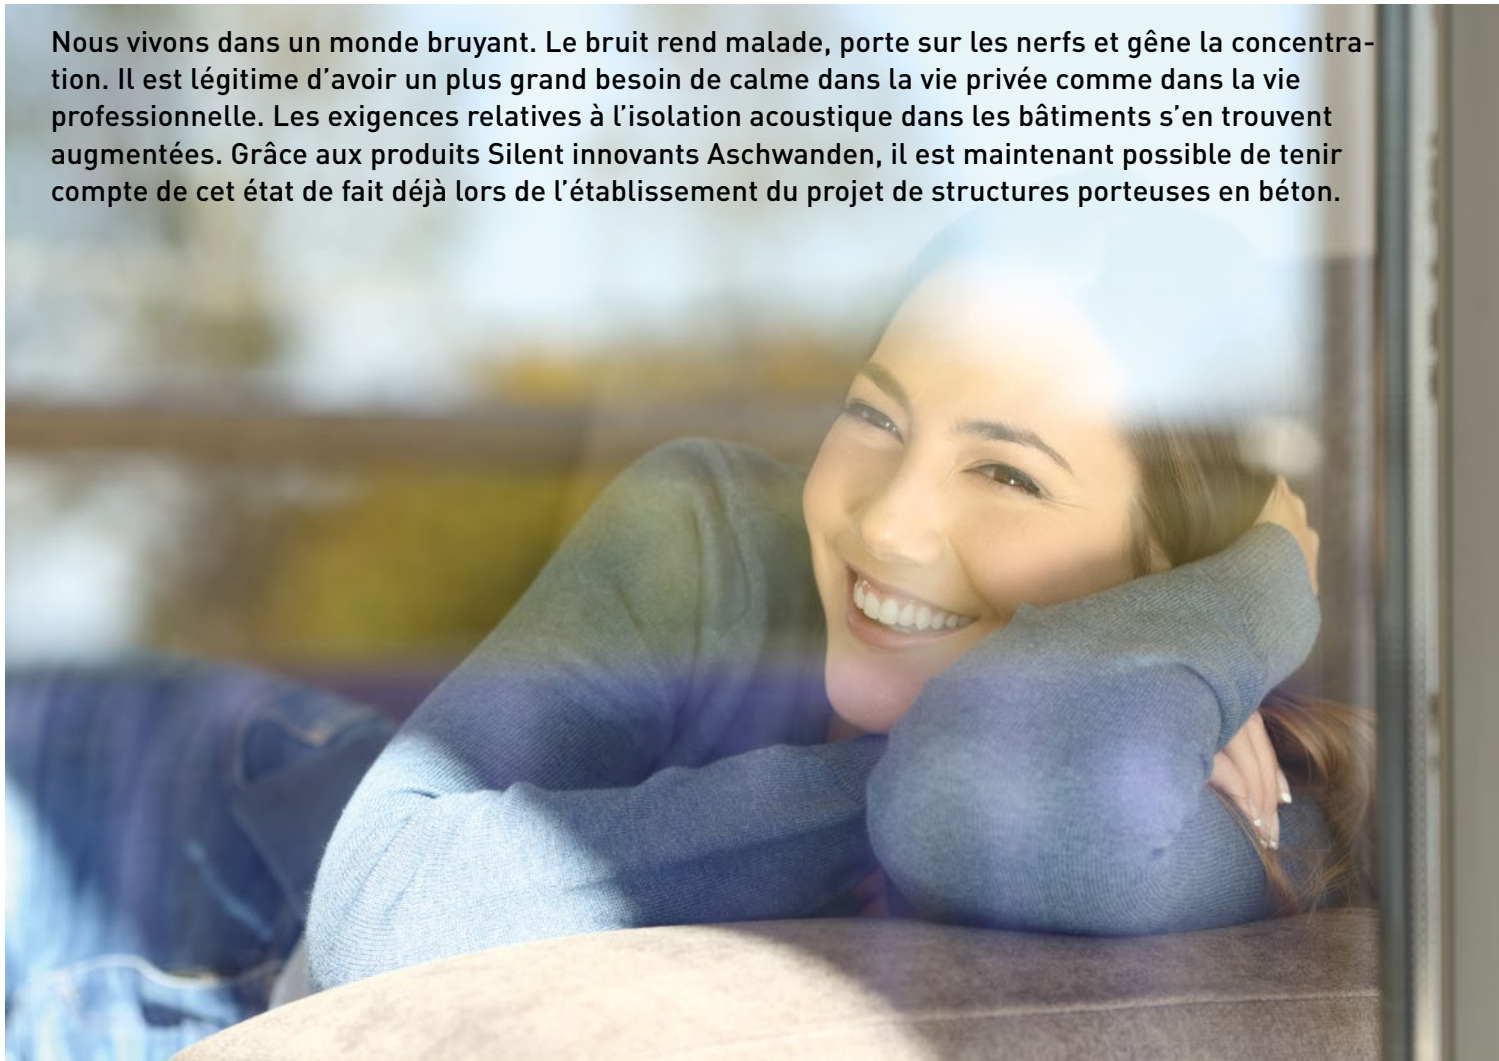 Nous vivons dans un monde bruyant. Le bruit rend malade, porte sur les nerfs et gêne la concentra-
tion. Il est légitime d’avoir un plus grand besoin de calme dans la vie privée comme dans la vie
professionnelle. Les exigences relatives à l’isolation acoustique dans les bâtiments s’en trouvent
augmentées. Grâce aux produits Silent innovants Aschwanden, il est maintenant possible de tenir
compte de cet état de fait déjà lors de l’établissement du projet de structures porteuses en béton.